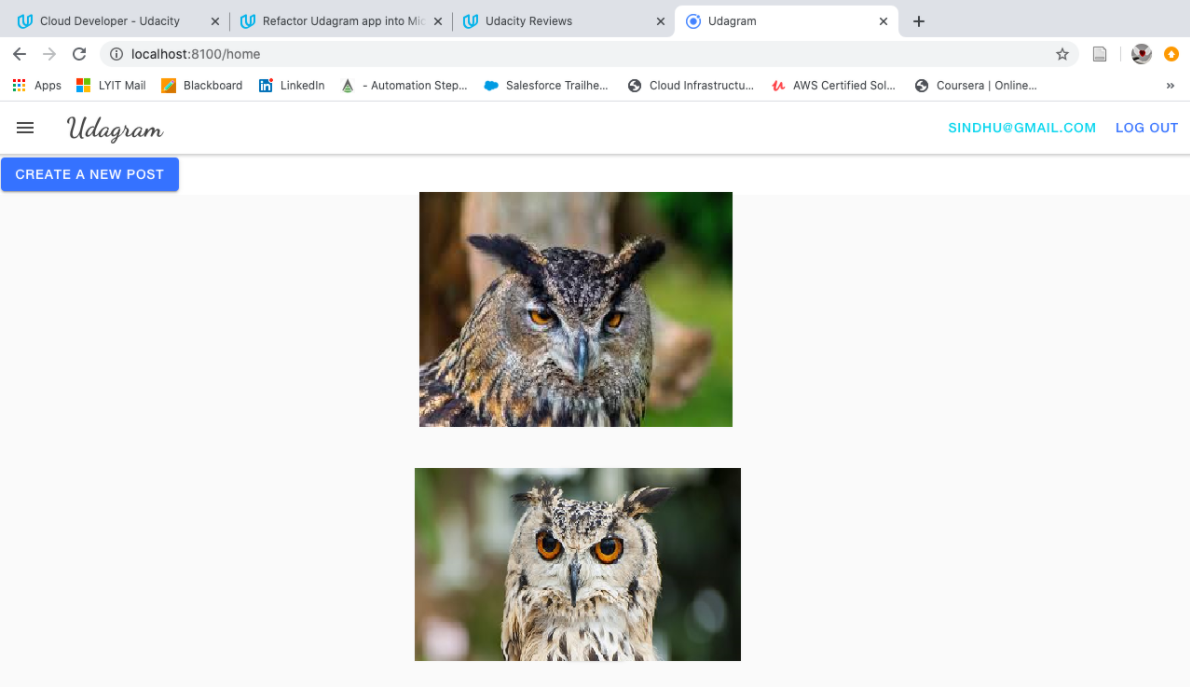 Cloud Developer - Udacity
Refactor Udagram app into Mic
Udacity Reviews
Udagram
localhost:8100/home
Apps
LYIT Mail
Blackboard
LinkedIn
- Automation Step...
Salesforce Trailhe...
Cloud Infrastructu...
AWS Certified Sol...
Coursera | Online...
Udagram
SINDHU@GMAIL.COM
LOG OUT
CREATE A NEW POST